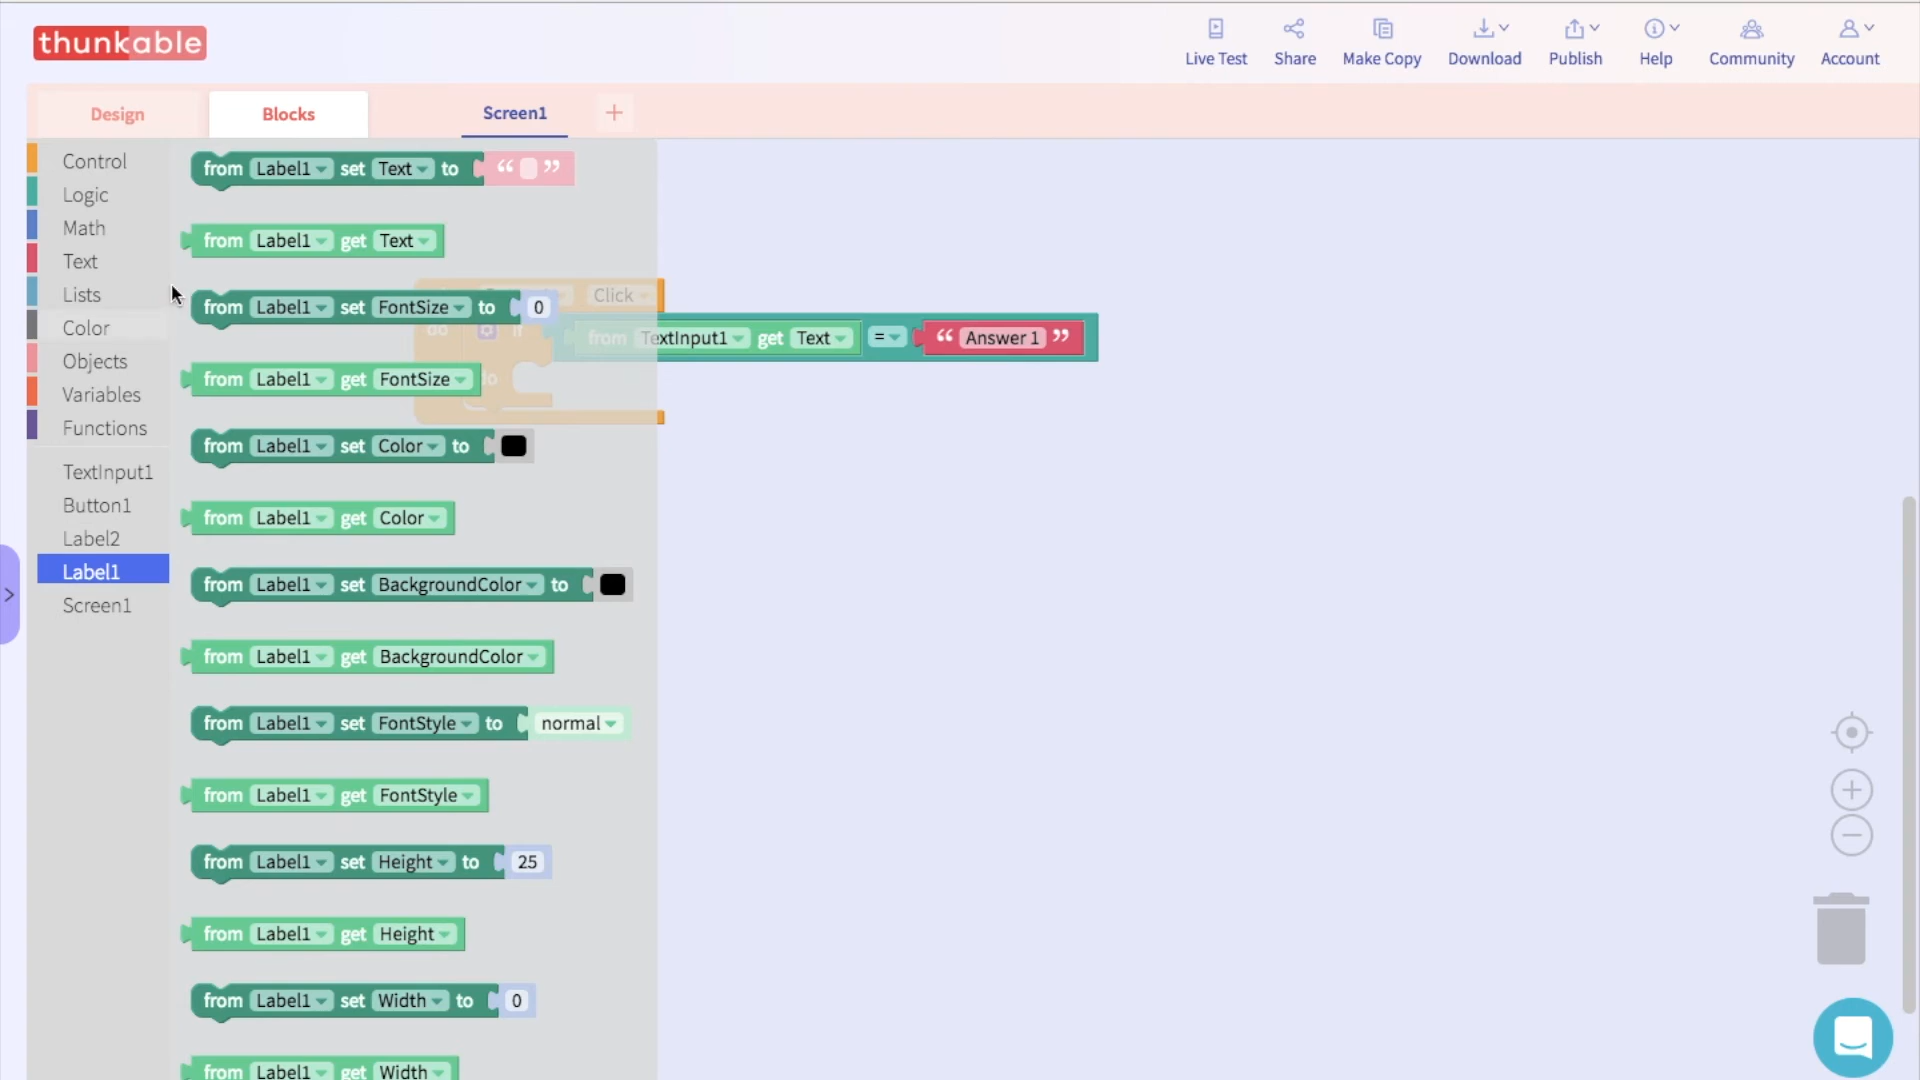 thunkable
Live Test
Share
Make Copy
Download
Publish
Help
Community
Account
Design
Blocks
Screen1
+
Control
Logic
Math
Text
Lists
Color
Objects
Variables
Functions
TextInput1
Button1
Label2
Label1
Screen1
from Label1 set Text to “ ”
from Label1 get Text
from Label1 set FontSize to 0
from Label1 get FontSize
from Label1 set Color to
from Label1 get Color
from Label1 set BackgroundColor to
from Label1 get BackgroundColor
from Label1 set FontStyle to normal
from Label1 get FontStyle
from Label1 set Height to 25
from Label1 get Height
from Label1 set Width to 0
from Label1 get Width
Click
do if from TextInput1 get Text = “ Answer 1 ”
do